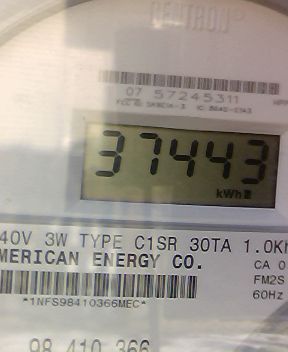 CENTRON®
07 57245311
37443
kWh
40V 3W TYPE C1SR 30TA 1.0K
MERICAN ENERGY CO.
CA 0
FM2S
*1NFS98410366MEC*
60Hz
98 410 366